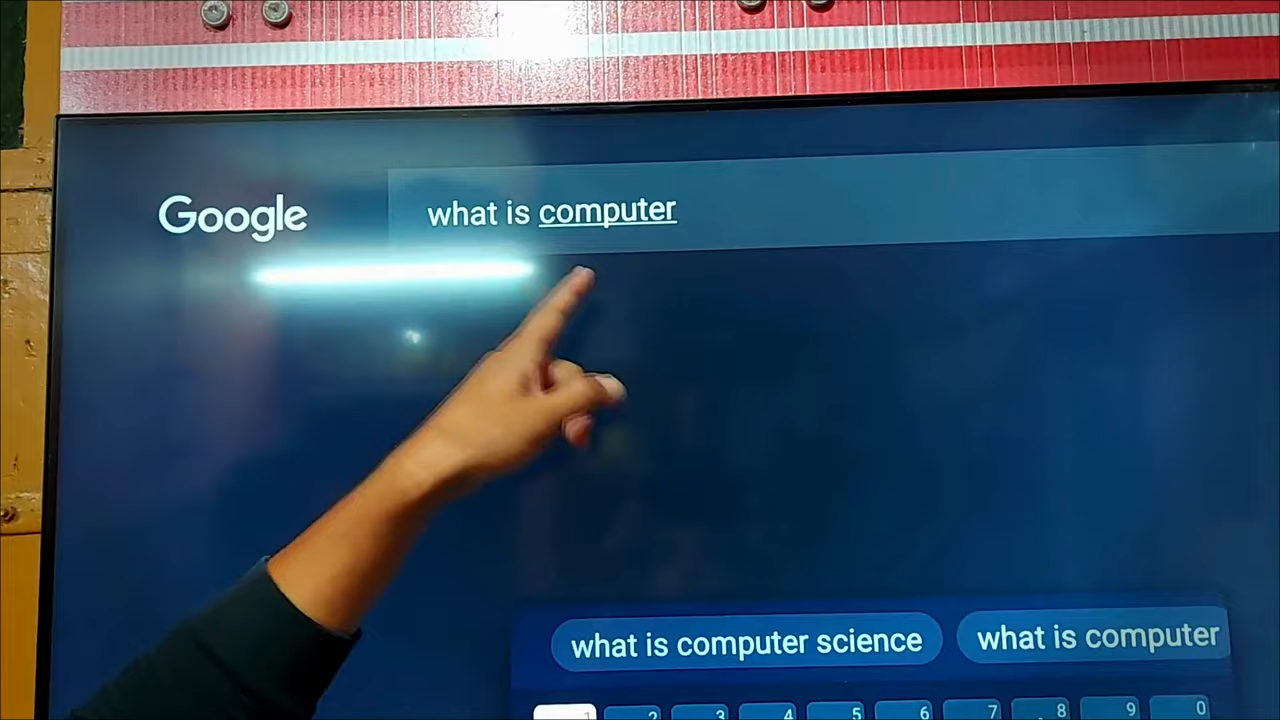 Google
what is computer
what is computer science
what is computer
1 2 3 4 5 6 7 8 9 0